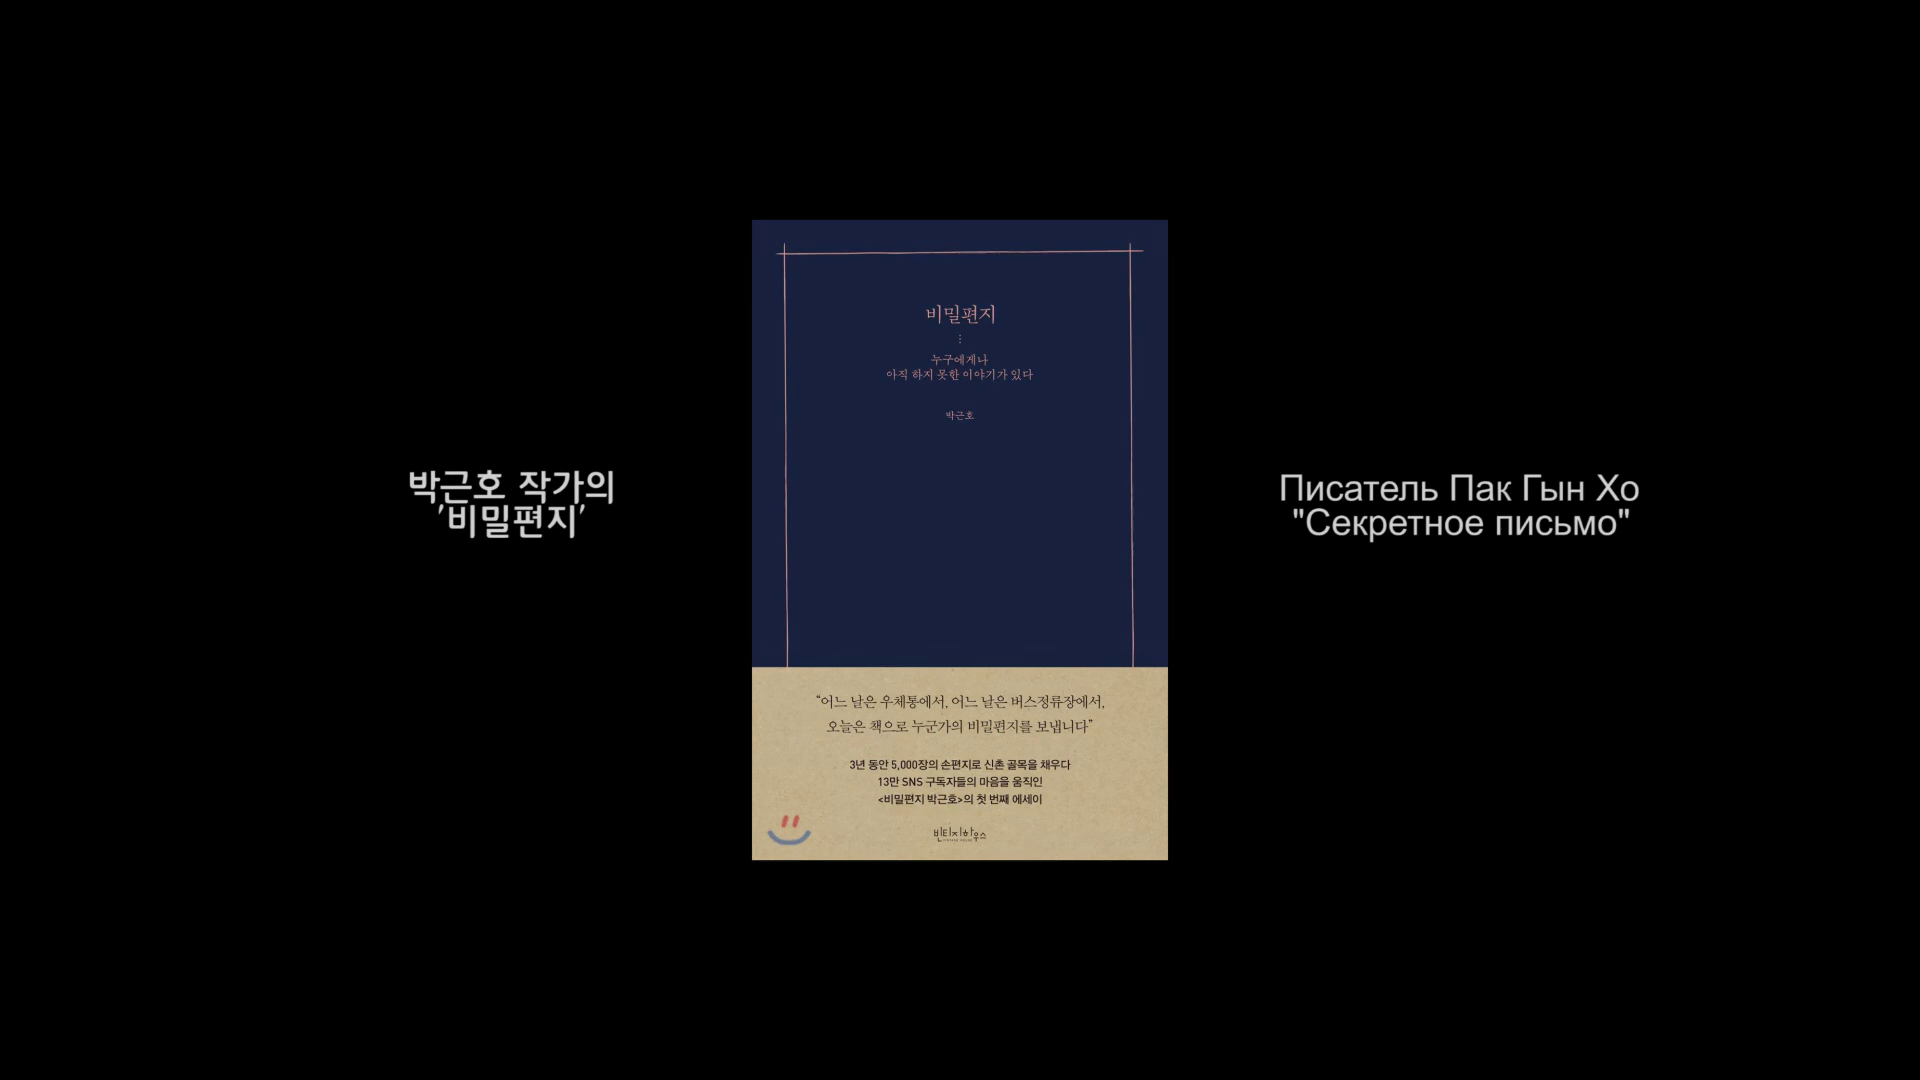 박근호 작가의
'비밀편지'
비밀편지
누구에게나
아직 하지 못한 이야기가 있다
박근호
“어느 날은 우체통에서, 어느 날은 버스정류장에서,
오늘은 책으로 누군가의 비밀편지를 보냅니다”
3년 동안 5,000장의 손편지로 신촌 골목을 채우다
13만 SNS 구독자들의 마음을 움직인
<비밀편지 박근호>의 첫 번째 에세이
빈티지하우스
Писатель Пак Гын Хо
"Секретное письмо"